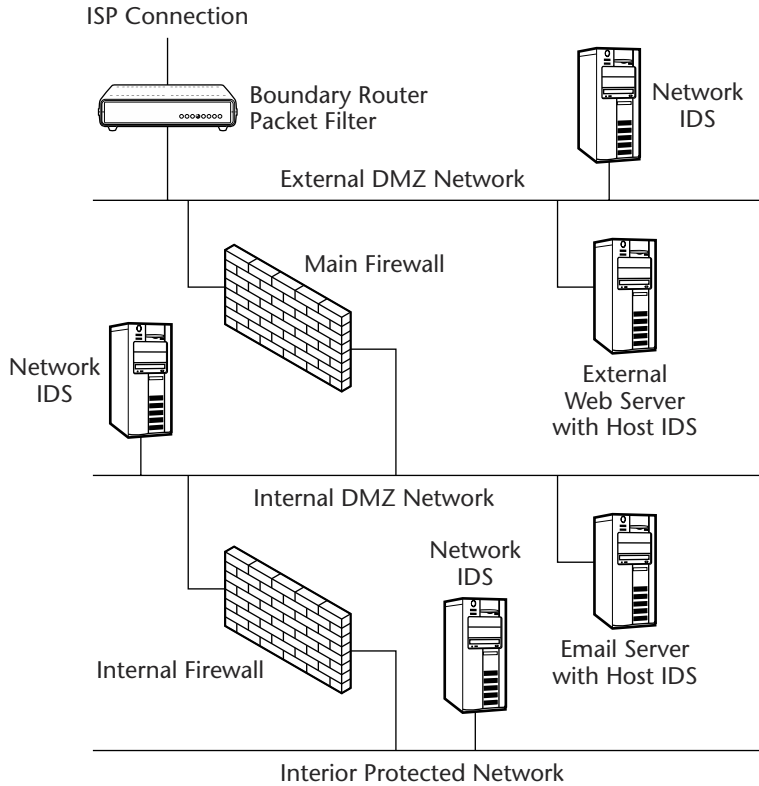 ISP Connection
Boundary Router
Packet Filter
Network
IDS
External DMZ Network
Main Firewall
Network
IDS
External
Web Server
with Host IDS
Internal DMZ Network
Network
IDS
Internal Firewall
Email Server
with Host IDS
Interior Protected Network